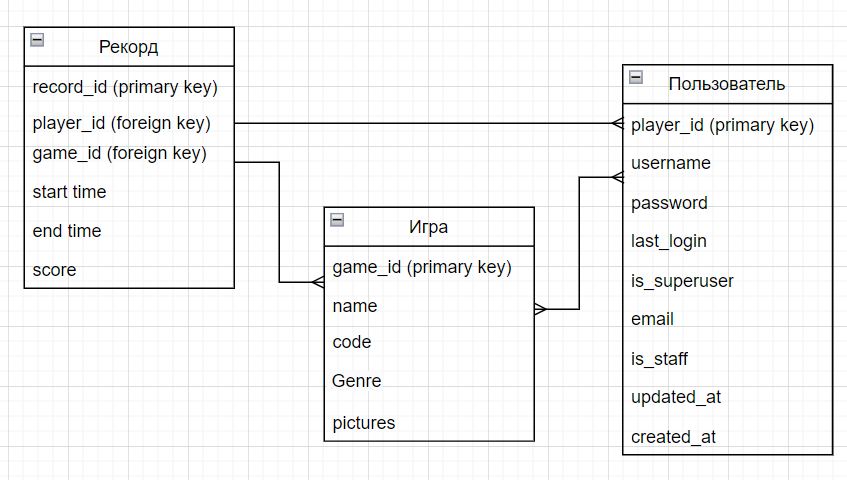 Рекорд
record_id (primary key)
player_id (foreign key)
game_id (foreign key)
start time
end time
score
Игра
game_id (primary key)
name
code
Genre
pictures
Пользователь
player_id (primary key)
username
password
last_login
is_superuser
email
is_staff
updated_at
created_at